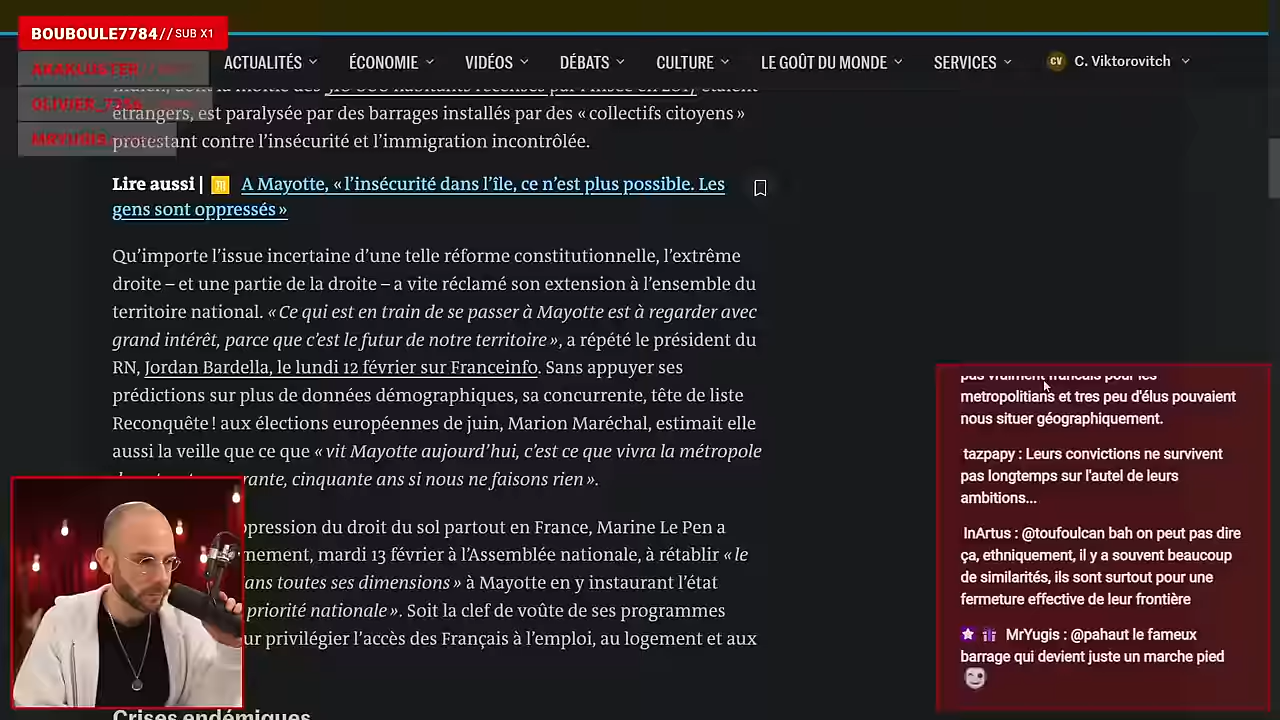 BOUBOULE7784// SUB X1
ACTUALITÉS ÉCONOMIE VIDÉOS DÉBATS CULTURE LE GOÛT DU MONDE SERVICES CV C. Viktorovitch
OLIVIER_7
MRYUGIS
étrangers, est paralysée par des barrages installés par des « collectifs citoyens »
protestant contre l’insécurité et l’immigration incontrôlée.
Lire aussi | A Mayotte, « l’insécurité dans l’île, ce n’est plus possible. Les
gens sont oppressés »
Qu’importe l’issue incertaine d’une telle réforme constitutionnelle, l’extrême
droite – et une partie de la droite – a vite réclamé son extension à l’ensemble du
territoire national. « Ce qui est en train de se passer à Mayotte est à regarder avec
grand intérêt, parce que c’est le futur de notre territoire », a répété le président du
RN, Jordan Bardella, le lundi 12 février sur Franceinfo. Sans appuyer ses
prédictions sur plus de données démographiques, sa concurrente, tête de liste
Reconquête ! aux élections européennes de juin, Marion Maréchal, estimait elle
aussi la veille que ce que « vit Mayotte aujourd’hui, c’est ce que vivra la métropole
cinquante ans si nous ne faisons rien ».
ppression du droit du sol partout en France, Marine Le Pen a
nement, mardi 13 février à l’Assemblée nationale, à rétablir « le
ans toutes ses dimensions » à Mayotte en y instaurant l’état
priorité nationale ». Soit la clef de voûte de ses programmes
ur privilégier l’accès des Français à l’emploi, au logement et aux
Crises endémiques
pas vraiment francais pour les
metropolitians et tres peu d'élus pouvaient
nous situer géographiquement.
tazpapy : Leurs convictions ne survivent
pas longtemps sur l'autel de leurs
ambitions...
InArtus : @toufoulcan bah on peut pas dire
ça, ethniquement, il y a souvent beaucoup
de similarités, ils sont surtout pour une
fermeture effective de leur frontière
MrYugis : @pahaut le fameux
barrage qui devient juste un marche pied